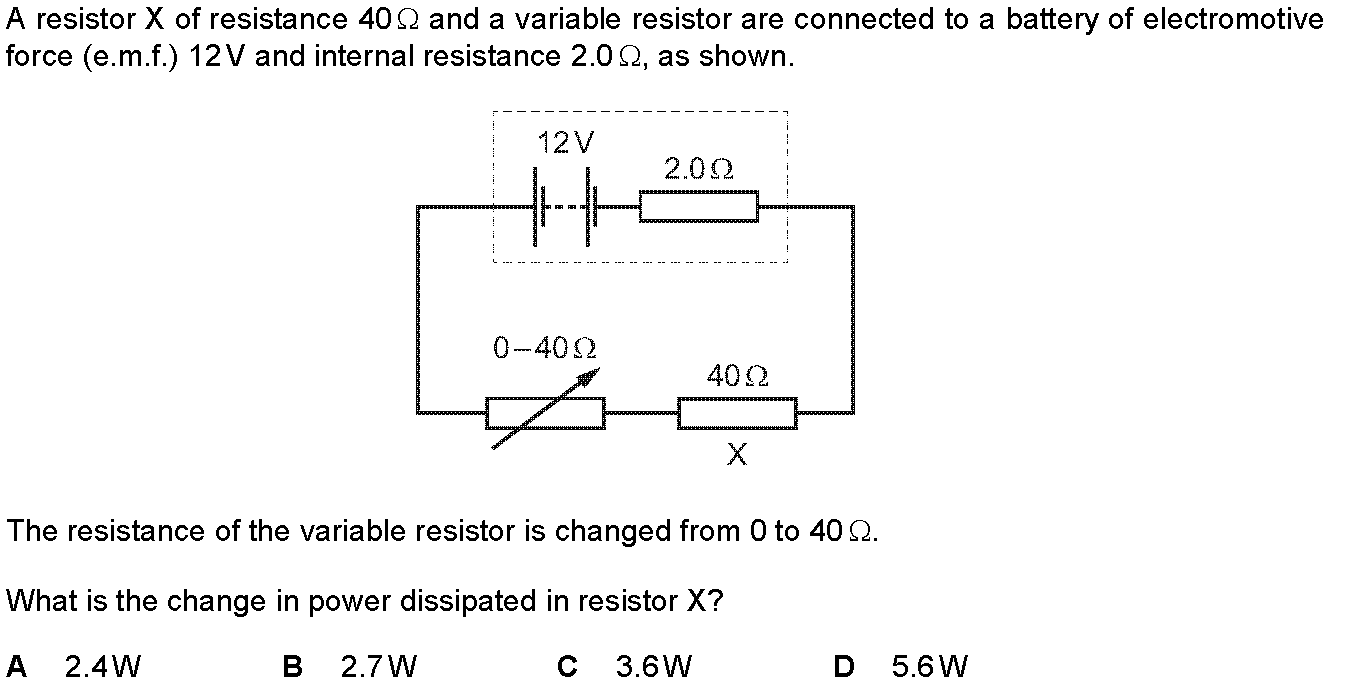 A resistor X of resistance 40 Ω and a variable resistor are connected to a battery of electromotive
force (e.m.f.) 12 V and internal resistance 2.0 Ω, as shown.
12 V
2.0 Ω
0–40 Ω
40 Ω
X
The resistance of the variable resistor is changed from 0 to 40 Ω.
What is the change in power dissipated in resistor X?
A 2.4 W B 2.7 W C 3.6 W D 5.6 W